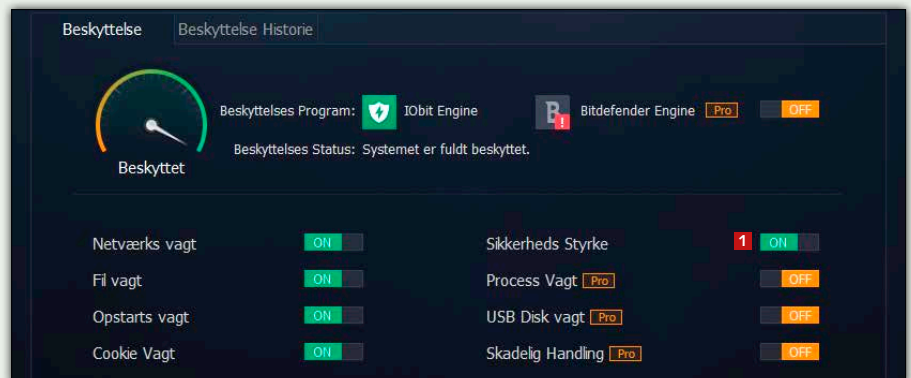 Beskyttelse Beskyttelse Historie
Beskyttelses Program: IObit Engine B ! Bitdefender Engine Pro OFF
Beskyttelses Status: Systemet er fuldt beskyttet.
Beskyttet
Netværks vagt ON Sikkerheds Styrke 1 ON
Fil vagt ON Process Vagt Pro OFF
Opstarts vagt ON USB Disk vagt Pro OFF
Cookie Vagt ON Skadelig Handling Pro OFF